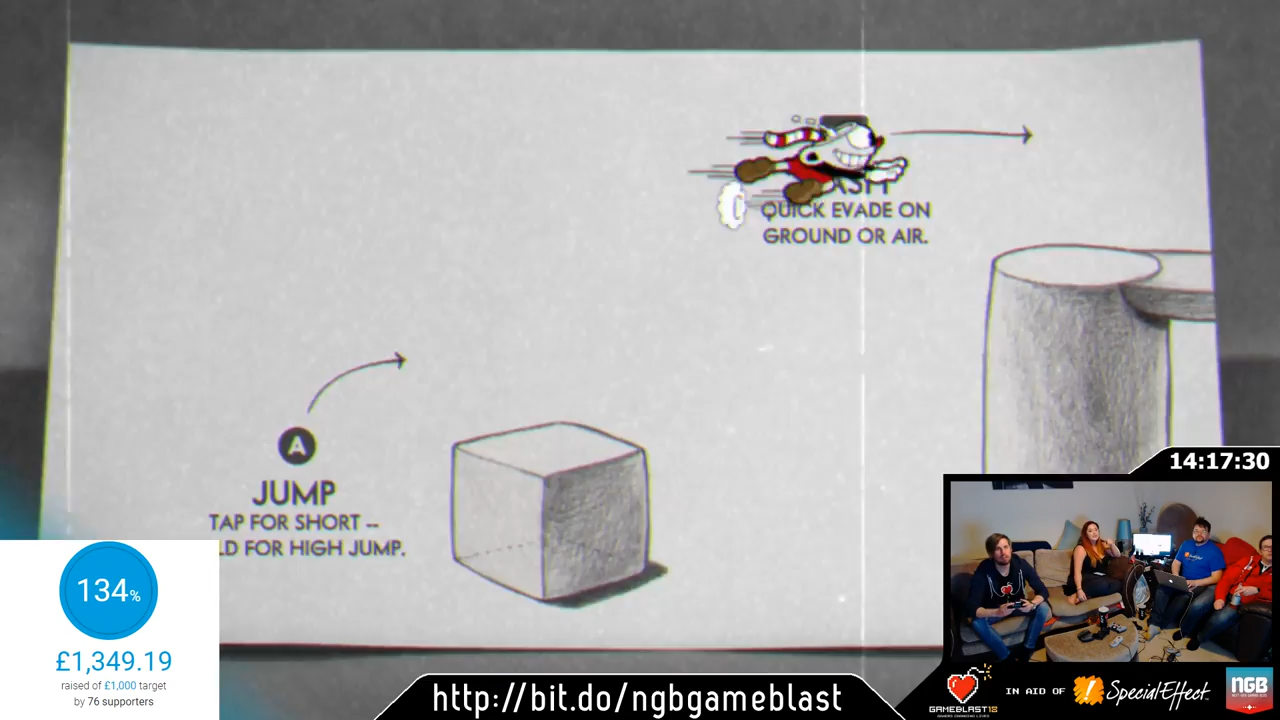 QUICK EVADE ON
GROUND OR AIR.
A
JUMP
TAP FOR SHORT –
FOR HIGH JUMP.
14:17:30
134%
£1,349.19
raised of £1,000 target
by 76 supporters
http://bit.do/ngbgameblast
GAMEBLAST18
IN AID OF
SpecialEffect
NGB